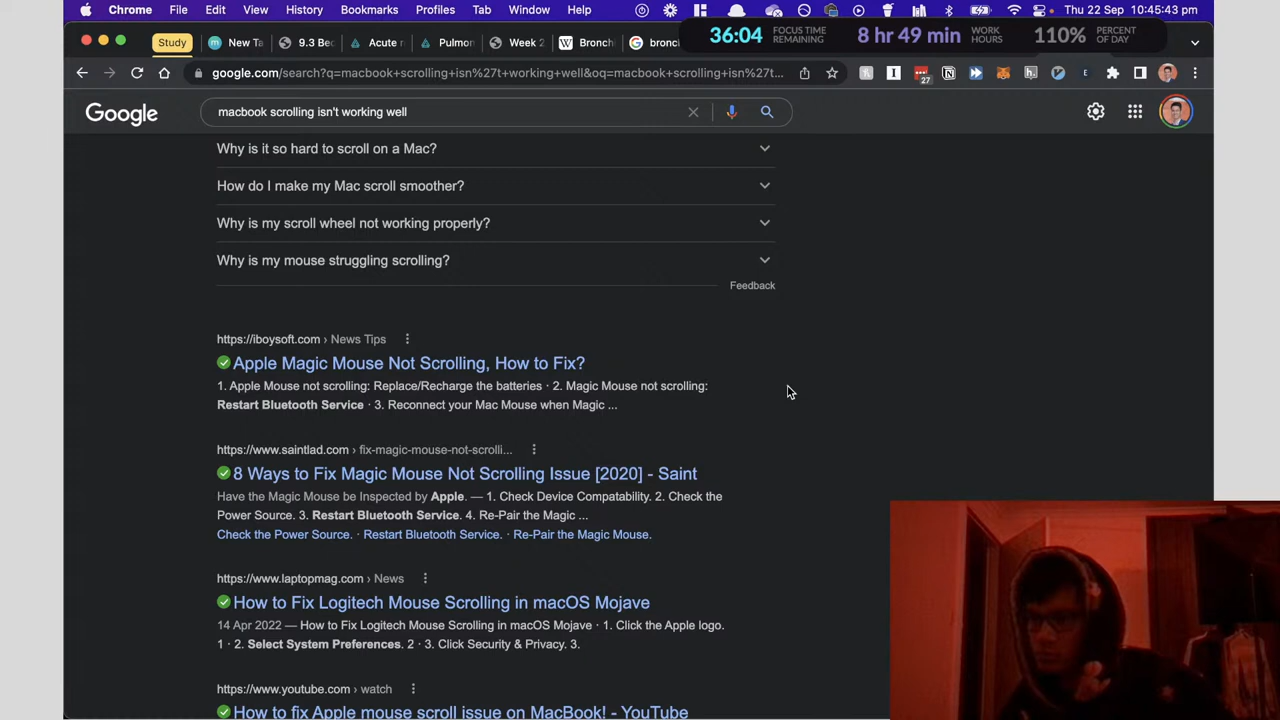 Chrome File Edit View History Bookmarks Profiles Tab Window Help Thu 22 Sep 10:45:43 pm
36:04 FOCUS TIME REMAINING 8 hr 49 min WORK HOURS 110% PERCENT OF DAY
Study New Ta 9.3 Bec Acute r Pulmon Week 2 Bronchi bronc
google.com/search?q=macbook+scrolling+isn%27t+working+well&oq=macbook+scrolling+isn%27t...
27
Google macbook scrolling isn't working well
Why is it so hard to scroll on a Mac?
How do I make my Mac scroll smoother?
Why is my scroll wheel not working properly?
Why is my mouse struggling scrolling?
Feedback
https://iboysoft.com › News Tips
Apple Magic Mouse Not Scrolling, How to Fix?
1. Apple Mouse not scrolling: Replace/Recharge the batteries · 2. Magic Mouse not scrolling:
Restart Bluetooth Service · 3. Reconnect your Mac Mouse when Magic ...
https://www.saintlad.com › fix-magic-mouse-not-scrolli...
8 Ways to Fix Magic Mouse Not Scrolling Issue [2020] - Saint
Have the Magic Mouse be Inspected by Apple. — 1. Check Device Compatability. 2. Check the
Power Source. 3. Restart Bluetooth Service. 4. Re-Pair the Magic ...
Check the Power Source. · Restart Bluetooth Service. · Re-Pair the Magic Mouse.
https://www.laptopmag.com › News
How to Fix Logitech Mouse Scrolling in macOS Mojave
14 Apr 2022 — How to Fix Logitech Mouse Scrolling in macOS Mojave · 1. Click the Apple logo.
1 · 2. Select System Preferences. 2 · 3. Click Security & Privacy. 3.
https://www.youtube.com › watch
How to fix Apple mouse scroll issue on MacBook! - YouTube